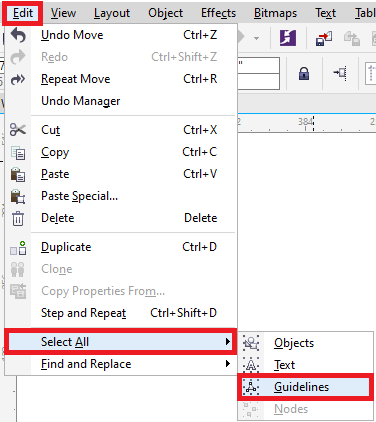 Edit View Layout Object Effects Bitmaps Text
Undo Move Ctrl+Z
Redo Ctrl+Shift+Z
Repeat Move Ctrl+R
Undo Manager
Cut Ctrl+X
Copy Ctrl+C
Paste Ctrl+V
Paste Special...
Delete Delete
Duplicate Ctrl+D
Clone
Copy Properties From...
Step and Repeat Ctrl+Shift+D
Select All
Find and Replace
Objects
Text
Guidelines
Nodes
384